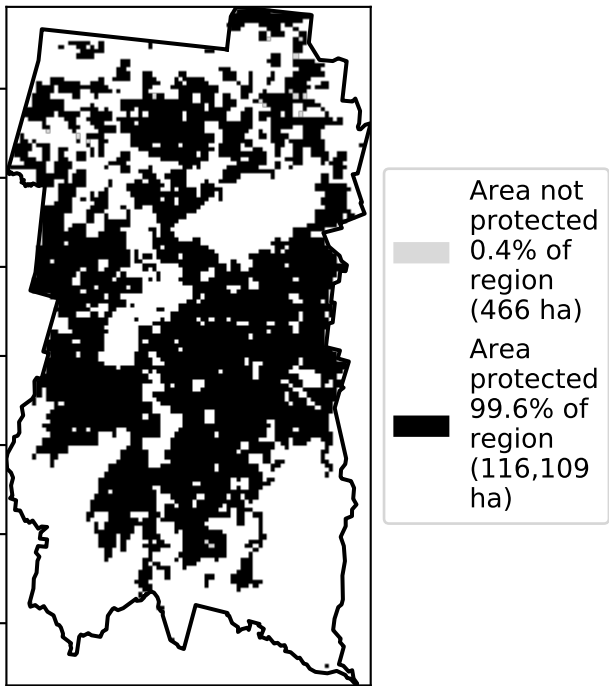 Area not
protected
0.4% of
region
(466 ha)
Area
protected
99.6% of
region
(116,109
ha)